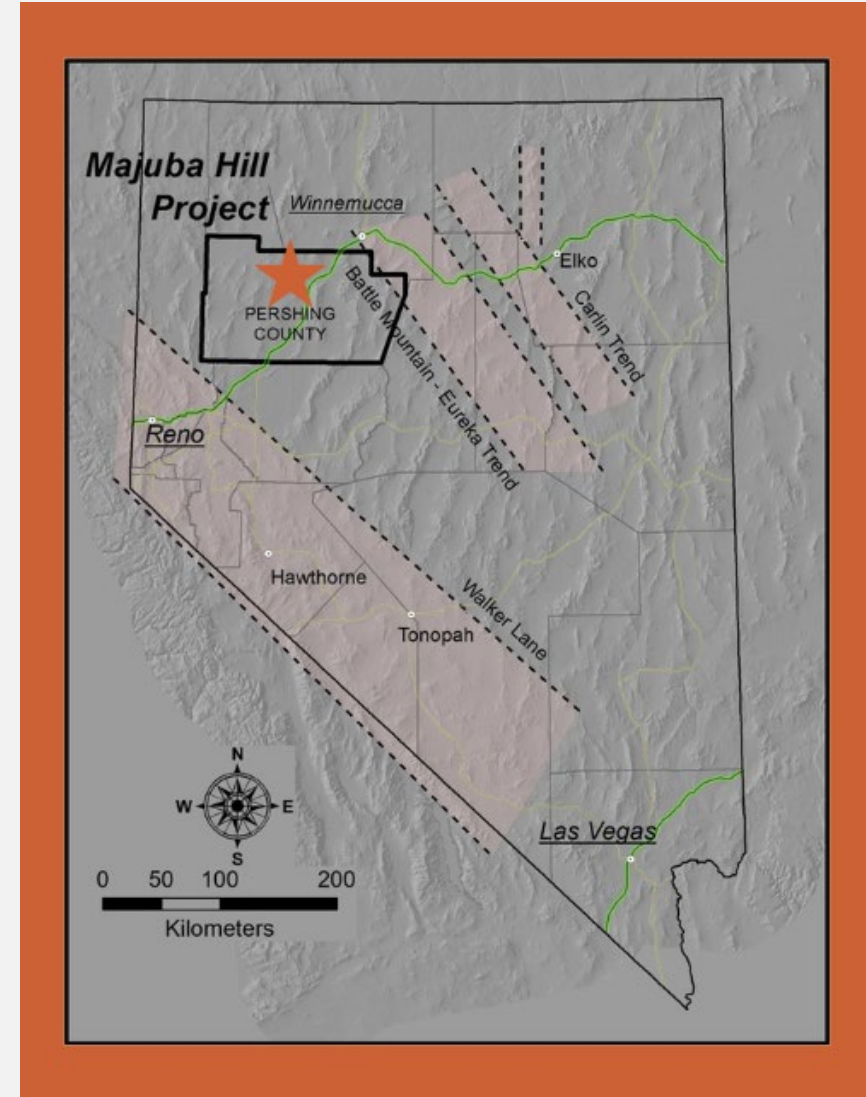 Majuba Hill
Project
Winnemucca
Elko
PERSHING
COUNTY
Battle Mountain - Eureka Trend
Carlin Trend
Reno
Hawthorne
Walker Lane
Tonopah
N
W E
S
Las Vegas
0 50 100 200
Kilometers